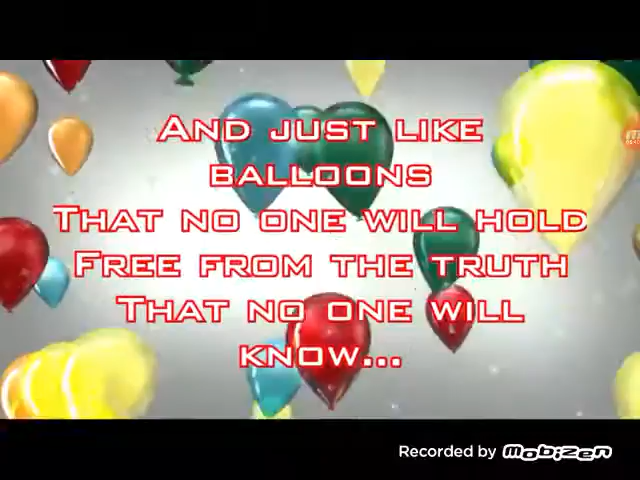 AND JUST LIKE
BALLOONS
THAT NO ONE WILL HOLD
FREE FROM THE TRUTH
THAT NO ONE WILL
KNOW...
Recorded by mobizen